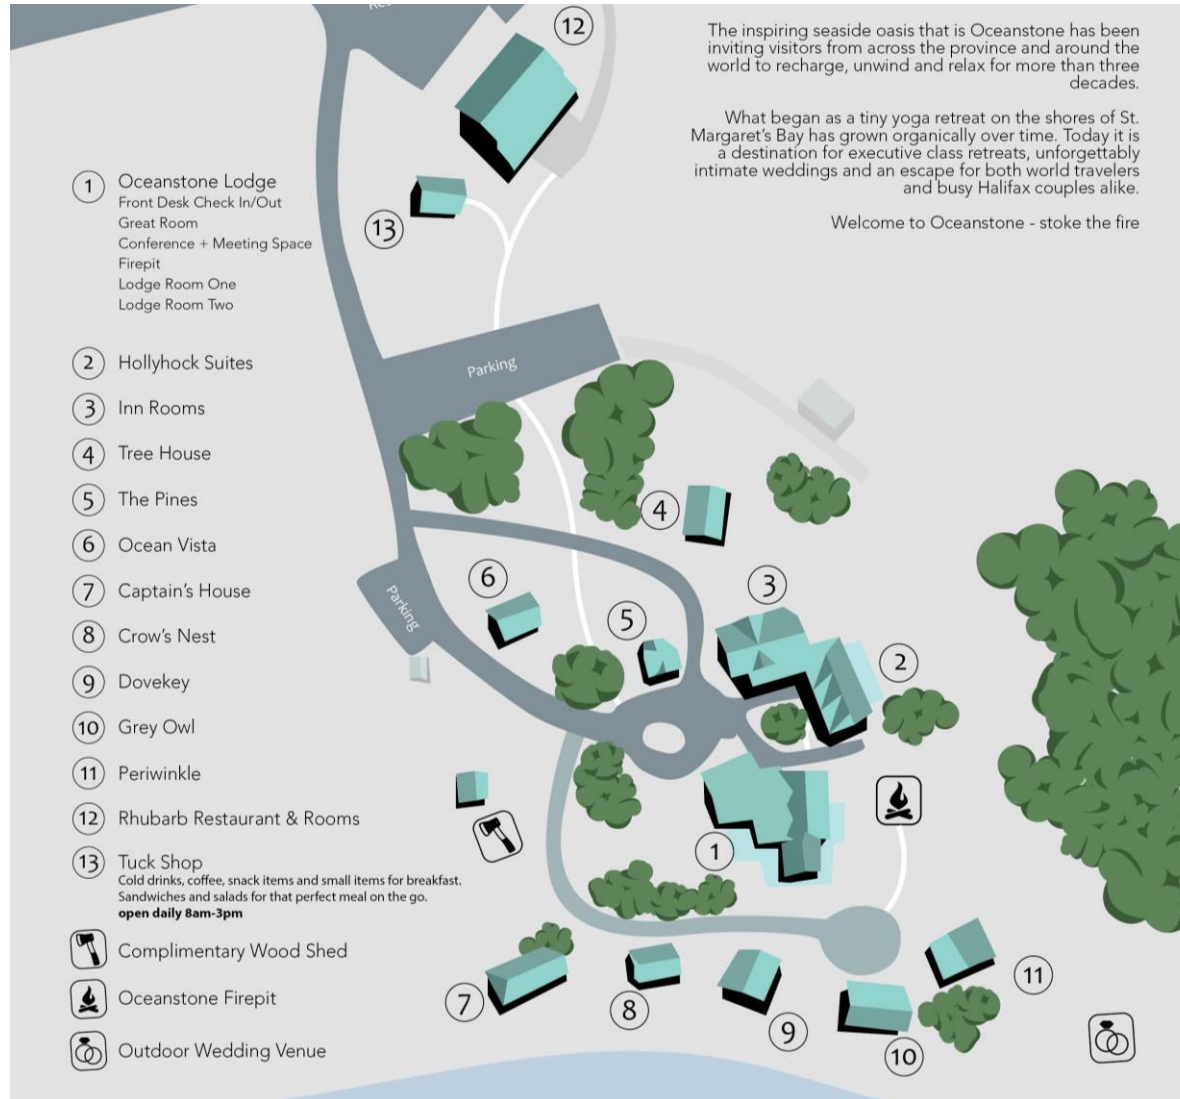 The inspiring seaside oasis that is Oceanstone has been
inviting visitors from across the province and around the
world to recharge, unwind and relax for more than three
decades.
What began as a tiny yoga retreat on the shores of St.
Margaret's Bay has grown organically over time. Today it is
a destination for executive class retreats, unforgettably
intimate weddings and an escape for both world travelers
and busy Halifax couples alike.
Welcome to Oceanstone - stoke the fire
1 Oceanstone Lodge
Front Desk Check In/Out
Great Room
Conference + Meeting Space
Firepit
Lodge Room One
Lodge Room Two
2 Hollyhock Suites
3 Inn Rooms
4 Tree House
5 The Pines
6 Ocean Vista
7 Captain's House
8 Crow's Nest
9 Dovekey
10 Grey Owl
11 Periwinkle
12 Rhubarb Restaurant & Rooms
13 Tuck Shop
Cold drinks, coffee, snack items and small items for breakfast.
Sandwiches and salads for that perfect meal on the go.
open daily 8am-3pm
Complimentary Wood Shed
Oceanstone Firepit
Outdoor Wedding Venue
12
13
Parking
4
6
3
5
Parking
2
1
7
8
9
10
11